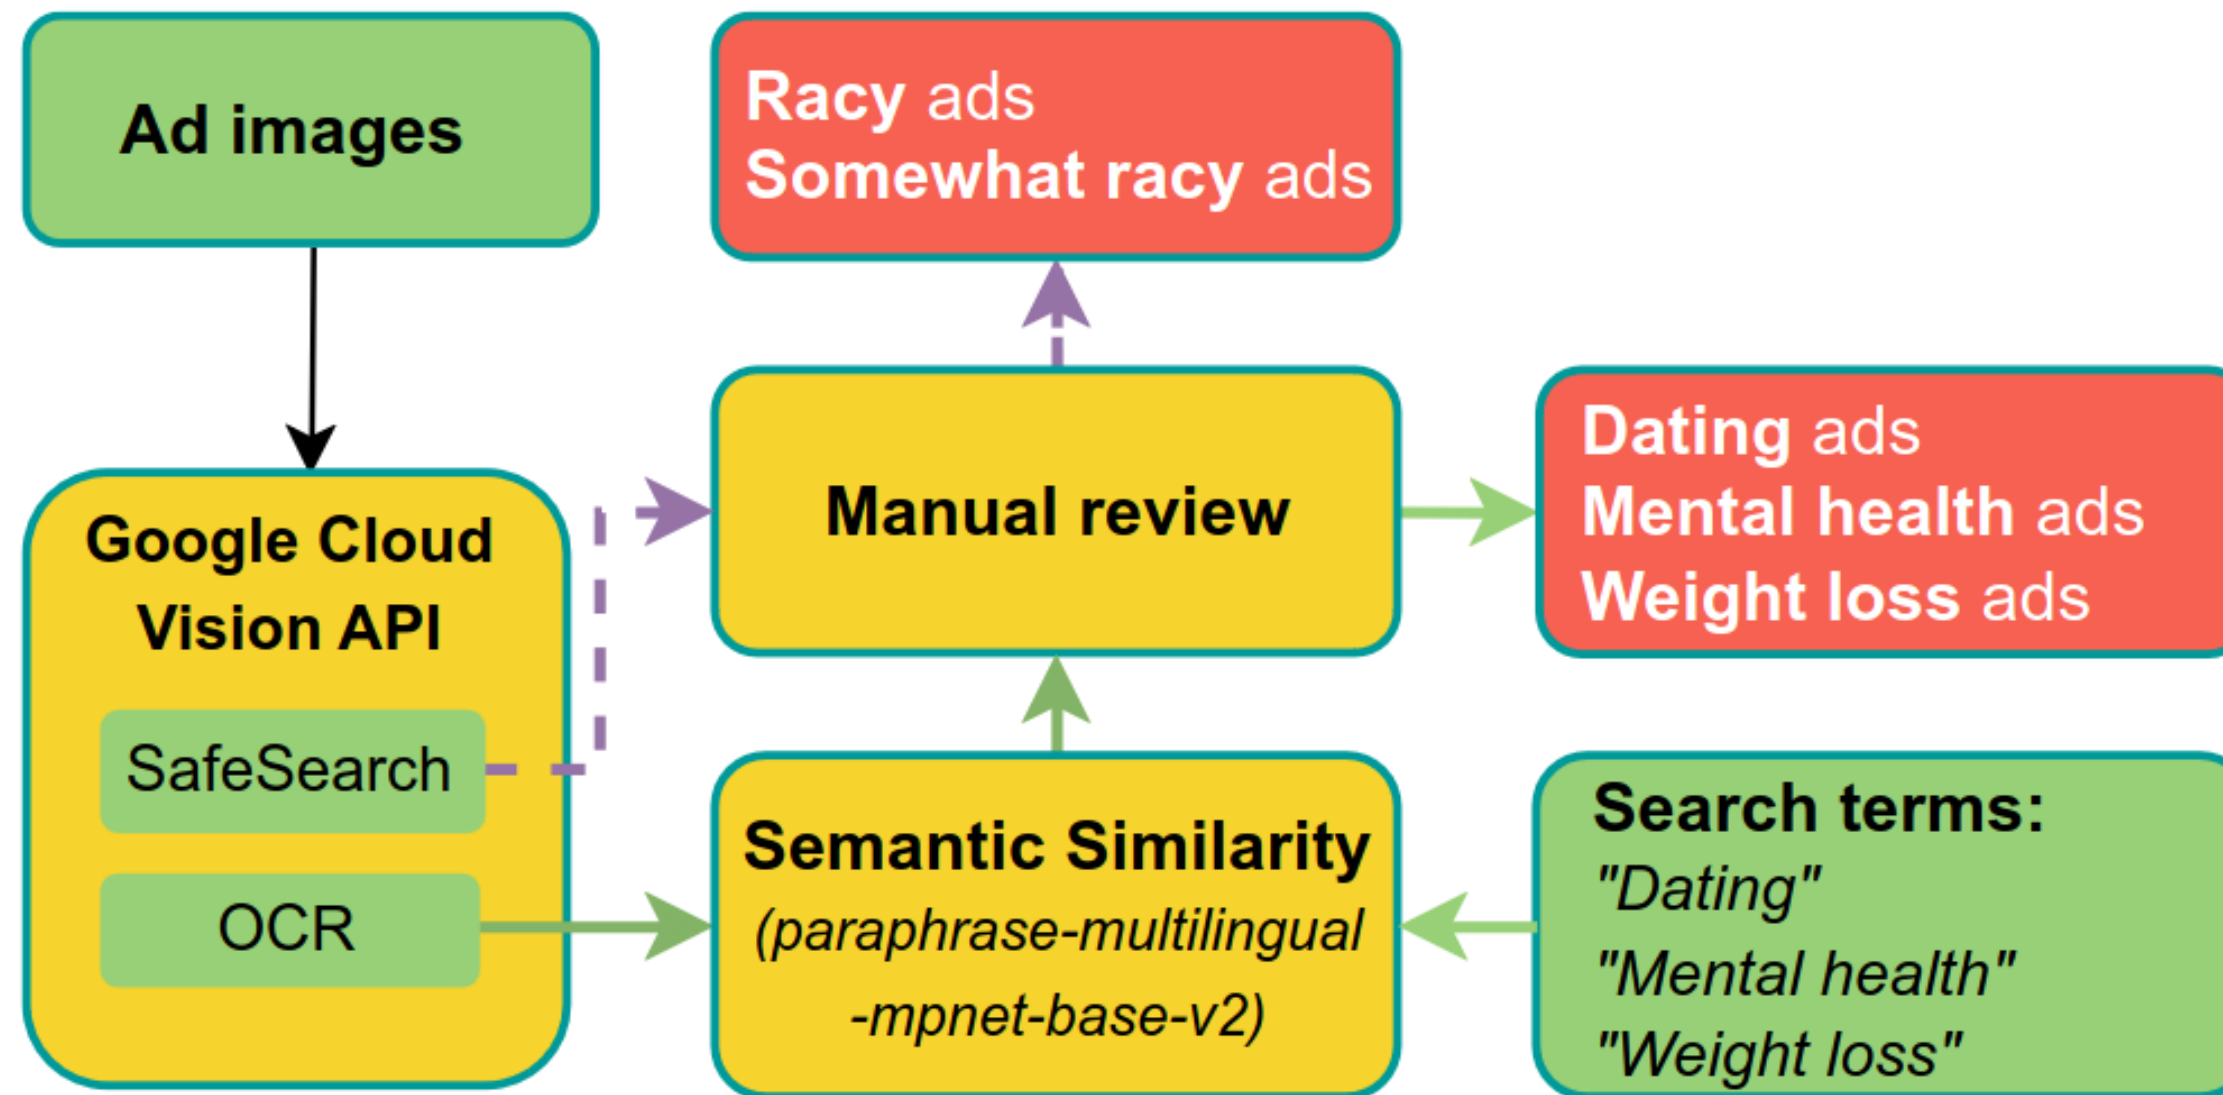 Ad images
Racy ads
Somewhat racy ads
Google Cloud
Vision API
SafeSearch
OCR
Manual review
Dating ads
Mental health ads
Weight loss ads
Semantic Similarity
(paraphrase-multilingual
-mpnet-base-v2)
Search terms:
"Dating"
"Mental health"
"Weight loss"